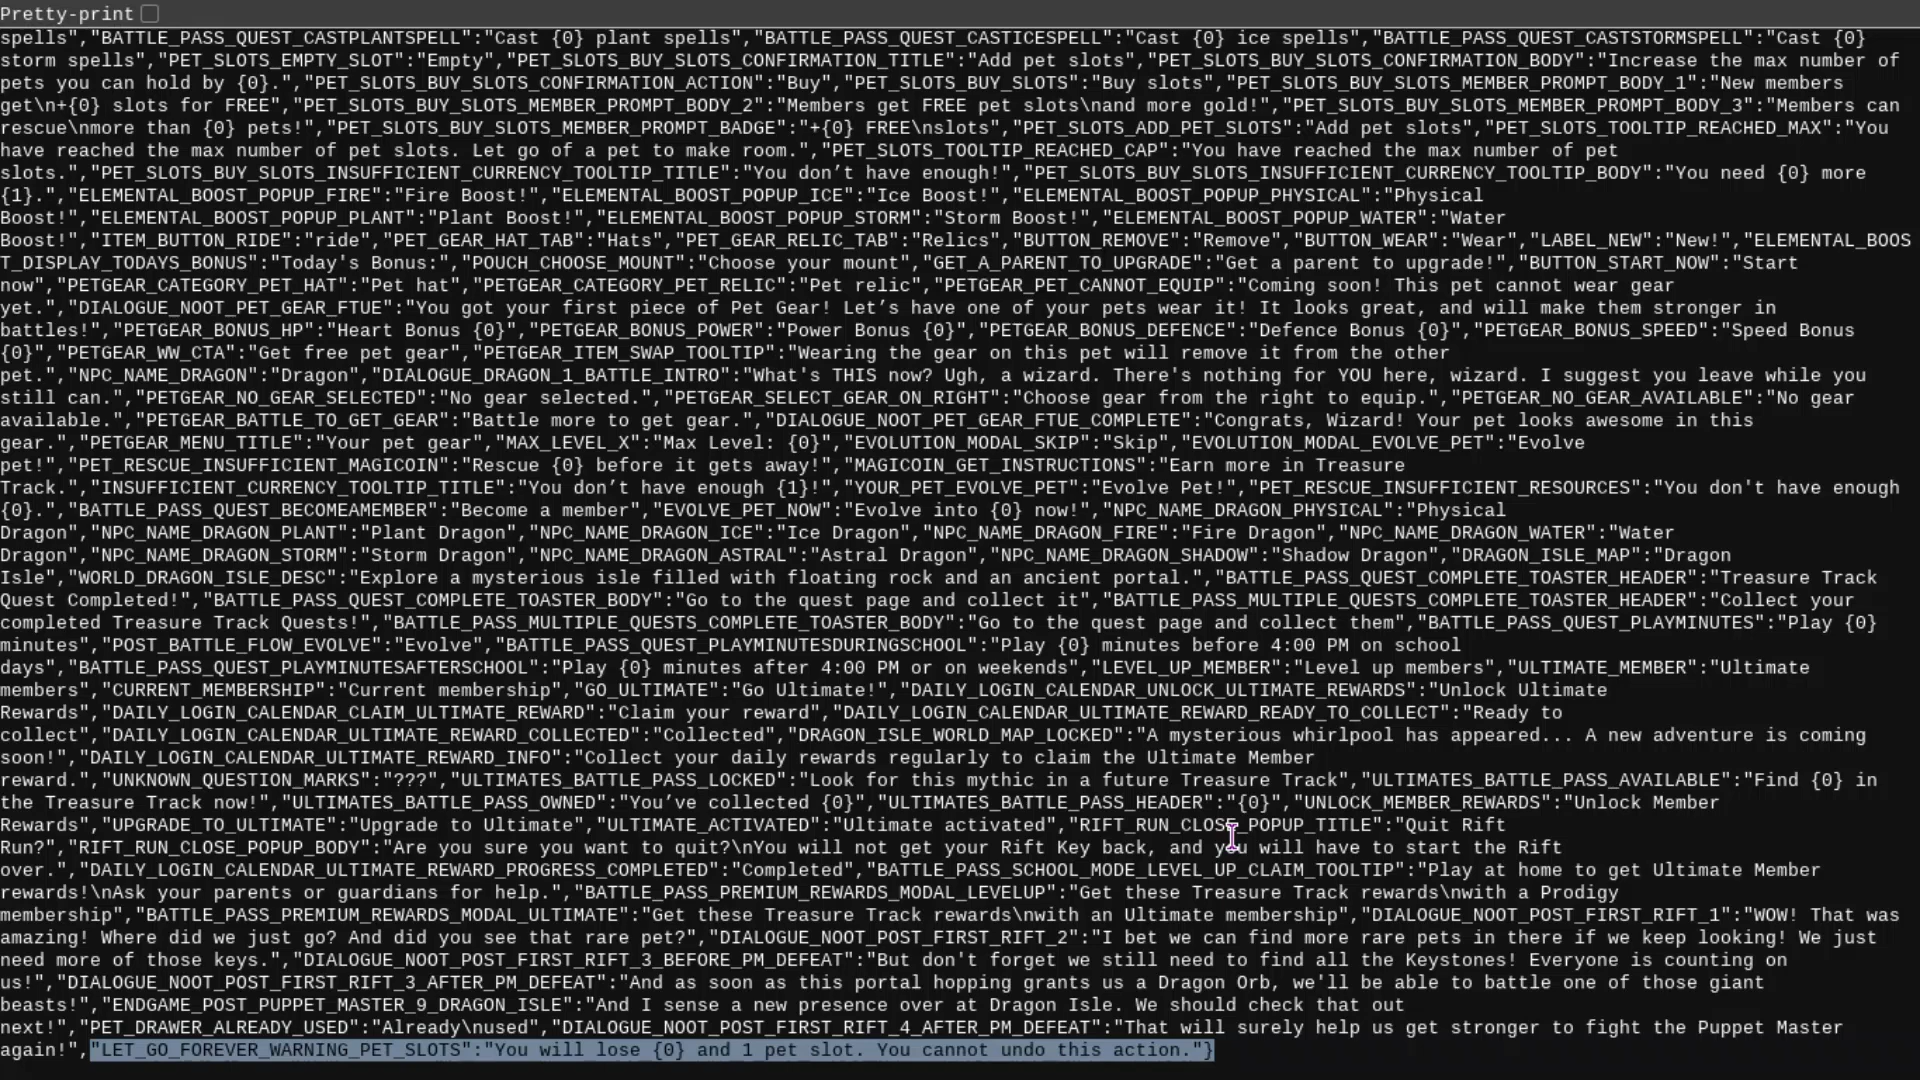 Pretty-print
spells","BATTLE_PASS_QUEST_CASTPLANTSPELL":"Cast {0} plant spells","BATTLE_PASS_QUEST_CASTICESPELL":"Cast {0} ice spells","BATTLE_PASS_QUEST_CASTSTORMSPELL":"Cast {0}
storm spells","PET_SLOTS_EMPTY_SLOT":"Empty","PET_SLOTS_BUY_SLOTS_CONFIRMATION_TITLE":"Add pet slots","PET_SLOTS_BUY_SLOTS_CONFIRMATION_BODY":"Increase the max number of
pets you can hold by {0}.","PET_SLOTS_BUY_SLOTS_CONFIRMATION_ACTION":"Buy","PET_SLOTS_BUY_SLOTS":"Buy slots","PET_SLOTS_BUY_SLOTS_MEMBER_PROMPT_BODY_1":"New members
get\n+{0} slots for FREE","PET_SLOTS_BUY_SLOTS_MEMBER_PROMPT_BODY_2":"Members get FREE pet slots\nand more gold!","PET_SLOTS_BUY_SLOTS_MEMBER_PROMPT_BODY_3":"Members can
rescue\nmore than {0} pets!","PET_SLOTS_BUY_SLOTS_MEMBER_PROMPT_BADGE":"+{0} FREE\nslots","PET_SLOTS_ADD_PET_SLOTS":"Add pet slots","PET_SLOTS_TOOLTIP_REACHED_MAX":"You
have reached the max number of pet slots. Let go of a pet to make room.","PET_SLOTS_TOOLTIP_REACHED_CAP":"You have reached the max number of pet
slots.","PET_SLOTS_BUY_SLOTS_INSUFFICIENT_CURRENCY_TOOLTIP_TITLE":"You don’t have enough!","PET_SLOTS_BUY_SLOTS_INSUFFICIENT_CURRENCY_TOOLTIP_BODY":"You need {0} more
{1}.","ELEMENTAL_BOOST_POPUP_FIRE":"Fire Boost!","ELEMENTAL_BOOST_POPUP_ICE":"Ice Boost!","ELEMENTAL_BOOST_POPUP_PHYSICAL":"Physical
Boost!","ELEMENTAL_BOOST_POPUP_PLANT":"Plant Boost!","ELEMENTAL_BOOST_POPUP_STORM":"Storm Boost!","ELEMENTAL_BOOST_POPUP_WATER":"Water
Boost!","ITEM_BUTTON_RIDE":"ride","PET_GEAR_HAT_TAB":"Hats","PET_GEAR_RELIC_TAB":"Relics","BUTTON_REMOVE":"Remove","BUTTON_WEAR":"Wear","LABEL_NEW":"New!","ELEMENTAL_BOOS
T_DISPLAY_TODAYS_BONUS":"Today's Bonus:","POUCH_CHOOSE_MOUNT":"Choose your mount","GET_A_PARENT_TO_UPGRADE":"Get a parent to upgrade!","BUTTON_START_NOW":"Start
now","PETGEAR_CATEGORY_PET_HAT":"Pet hat","PETGEAR_CATEGORY_PET_RELIC":"Pet relic","PETGEAR_PET_CANNOT_EQUIP":"Coming soon! This pet cannot wear gear
yet.","DIALOGUE_NOOT_PET_GEAR_FTUE":"You got your first piece of Pet Gear! Let’s have one of your pets wear it! It looks great, and will make them stronger in
battles!","PETGEAR_BONUS_HP":"Heart Bonus {0}","PETGEAR_BONUS_POWER":"Power Bonus {0}","PETGEAR_BONUS_DEFENCE":"Defence Bonus {0}","PETGEAR_BONUS_SPEED":"Speed Bonus
{0}","PETGEAR_WW_CTA":"Get free pet gear","PETGEAR_ITEM_SWAP_TOOLTIP":"Wearing the gear on this pet will remove it from the other
pet.","NPC_NAME_DRAGON":"Dragon","DIALOGUE_DRAGON_1_BATTLE_INTRO":"What's THIS now? Ugh, a wizard. There's nothing for YOU here, wizard. I suggest you leave while you
still can.","PETGEAR_NO_GEAR_SELECTED":"No gear selected.","PETGEAR_SELECT_GEAR_ON_RIGHT":"Choose gear from the right to equip.","PETGEAR_NO_GEAR_AVAILABLE":"No gear
available.","PETGEAR_BATTLE_TO_GET_GEAR":"Battle more to get gear.","DIALOGUE_NOOT_PET_GEAR_FTUE_COMPLETE":"Congrats, Wizard! Your pet looks awesome in this
gear.","PETGEAR_MENU_TITLE":"Your pet gear","MAX_LEVEL_X":"Max Level: {0}","EVOLUTION_MODAL_SKIP":"Skip","EVOLUTION_MODAL_EVOLVE_PET":"Evolve
pet!","PET_RESCUE_INSUFFICIENT_MAGICOIN":"Rescue {0} before it gets away!","MAGICOIN_GET_INSTRUCTIONS":"Earn more in Treasure
Track.","INSUFFICIENT_CURRENCY_TOOLTIP_TITLE":"You don’t have enough {1}!","YOUR_PET_EVOLVE_PET":"Evolve Pet!","PET_RESCUE_INSUFFICIENT_RESOURCES":"You don't have enough
{0}.","BATTLE_PASS_QUEST_BECOMEAMEMBER":"Become a member","EVOLVE_PET_NOW":"Evolve into {0} now!","NPC_NAME_DRAGON_PHYSICAL":"Physical
Dragon","NPC_NAME_DRAGON_PLANT":"Plant Dragon","NPC_NAME_DRAGON_ICE":"Ice Dragon","NPC_NAME_DRAGON_FIRE":"Fire Dragon","NPC_NAME_DRAGON_WATER":"Water
Dragon","NPC_NAME_DRAGON_STORM":"Storm Dragon","NPC_NAME_DRAGON_ASTRAL":"Astral Dragon","NPC_NAME_DRAGON_SHADOW":"Shadow Dragon","DRAGON_ISLE_MAP":"Dragon
Isle","WORLD_DRAGON_ISLE_DESC":"Explore a mysterious isle filled with floating rock and an ancient portal.","BATTLE_PASS_QUEST_COMPLETE_TOASTER_HEADER":"Treasure Track
Quest Completed!","BATTLE_PASS_QUEST_COMPLETE_TOASTER_BODY":"Go to the quest page and collect it","BATTLE_PASS_MULTIPLE_QUESTS_COMPLETE_TOASTER_HEADER":"Collect your
completed Treasure Track Quests!","BATTLE_PASS_MULTIPLE_QUESTS_COMPLETE_TOASTER_BODY":"Go to the quest page and collect them","BATTLE_PASS_QUEST_PLAYMINUTES":"Play {0}
minutes","POST_BATTLE_FLOW_EVOLVE":"Evolve","BATTLE_PASS_QUEST_PLAYMINUTESDURINGSCHOOL":"Play {0} minutes before 4:00 PM on school
days","BATTLE_PASS_QUEST_PLAYMINUTESAFTERSCHOOL":"Play {0} minutes after 4:00 PM or on weekends","LEVEL_UP_MEMBER":"Level up members","ULTIMATE_MEMBER":"Ultimate
members","CURRENT_MEMBERSHIP":"Current membership","GO_ULTIMATE":"Go Ultimate!","DAILY_LOGIN_CALENDAR_UNLOCK_ULTIMATE_REWARDS":"Unlock Ultimate
Rewards","DAILY_LOGIN_CALENDAR_CLAIM_ULTIMATE_REWARD":"Claim your reward","DAILY_LOGIN_CALENDAR_ULTIMATE_REWARD_READY_TO_COLLECT":"Ready to
collect","DAILY_LOGIN_CALENDAR_ULTIMATE_REWARD_COLLECTED":"Collected","DRAGON_ISLE_WORLD_MAP_LOCKED":"A mysterious whirlpool has appeared... A new adventure is coming
soon!","DAILY_LOGIN_CALENDAR_ULTIMATE_REWARD_INFO":"Collect your daily rewards regularly to claim the Ultimate Member
reward.","UNKNOWN_QUESTION_MARKS":"???","ULTIMATES_BATTLE_PASS_LOCKED":"Look for this mythic in a future Treasure Track","ULTIMATES_BATTLE_PASS_AVAILABLE":"Find {0} in
the Treasure Track now!","ULTIMATES_BATTLE_PASS_OWNED":"You’ve collected {0}","ULTIMATES_BATTLE_PASS_HEADER":"{0}","UNLOCK_MEMBER_REWARDS":"Unlock Member
Rewards","UPGRADE_TO_ULTIMATE":"Upgrade to Ultimate","ULTIMATE_ACTIVATED":"Ultimate activated","RIFT_RUN_CLOSE_POPUP_TITLE":"Quit Rift
Run?","RIFT_RUN_CLOSE_POPUP_BODY":"Are you sure you want to quit?\nYou will not get your Rift Key back, and you will have to start the Rift
over.","DAILY_LOGIN_CALENDAR_ULTIMATE_REWARD_PROGRESS_COMPLETED":"Completed","BATTLE_PASS_SCHOOL_MODE_LEVEL_UP_CLAIM_TOOLTIP":"Play at home to get Ultimate Member
rewards!\nAsk your parents or guardians for help.","BATTLE_PASS_PREMIUM_REWARDS_MODAL_LEVELUP":"Get these Treasure Track rewards\nwith a Prodigy
membership","BATTLE_PASS_PREMIUM_REWARDS_MODAL_ULTIMATE":"Get these Treasure Track rewards\nwith an Ultimate membership","DIALOGUE_NOOT_POST_FIRST_RIFT_1":"WOW! That was
amazing! Where did we just go? And did you see that rare pet?","DIALOGUE_NOOT_POST_FIRST_RIFT_2":"I bet we can find more rare pets in there if we keep looking! We just
need more of those keys.","DIALOGUE_NOOT_POST_FIRST_RIFT_3_BEFORE_PM_DEFEAT":"But don't forget we still need to find all the Keystones! Everyone is counting on
us!","DIALOGUE_NOOT_POST_FIRST_RIFT_3_AFTER_PM_DEFEAT":"And as soon as this portal hopping grants us a Dragon Orb, we'll be able to battle one of those giant
beasts!","ENDGAME_POST_PUPPET_MASTER_9_DRAGON_ISLE":"And I sense a new presence over at Dragon Isle. We should check that out
next!","PET_DRAWER_ALREADY_USED":"Already\nused","DIALOGUE_NOOT_POST_FIRST_RIFT_4_AFTER_PM_DEFEAT":"That will surely help us get stronger to fight the Puppet Master
again!","LET_GO_FOREVER_WARNING_PET_SLOTS":"You will lose {0} and 1 pet slot. You cannot undo this action."}